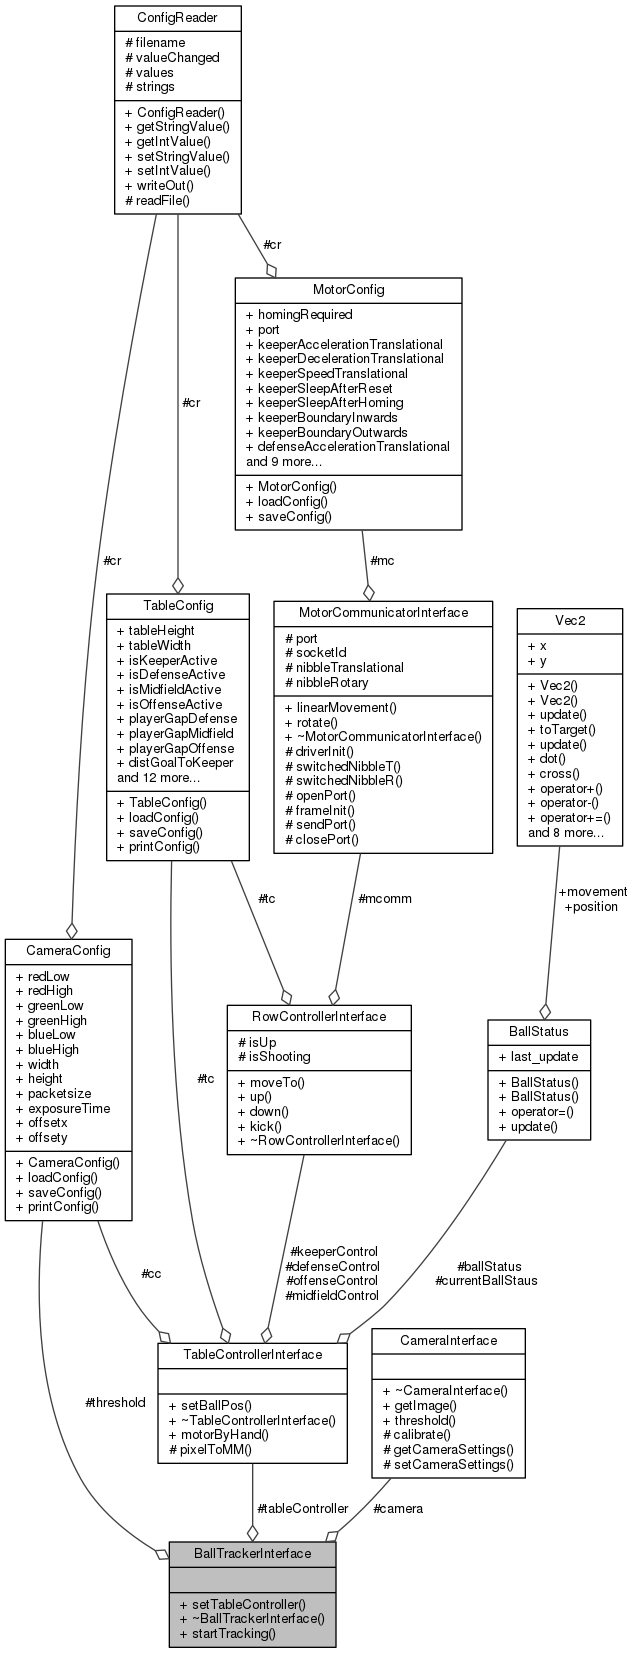 ConfigReader
# filename
# valueChanged
# values
# strings
+ ConfigReader()
+ getStringValue()
+ getIntValue()
+ setStringValue()
+ setIntValue()
+ writeOut()
# readFile()
#cr
MotorConfig
+ homingRequired
+ port
+ keeperAccelerationTranslational
+ keeperDecelerationTranslational
+ keeperSpeedTranslational
+ keeperSleepAfterReset
+ keeperSleepAfterHoming
+ keeperBoundaryInwards
+ keeperBoundaryOutwards
+ defenseAccelerationTranslational
and 9 more...
+ MotorConfig()
+ loadConfig()
+ saveConfig()
#cr
#cr
#mc
TableConfig
+ tableHeight
+ tableWidth
+ isKeeperActive
+ isDefenseActive
+ isMidfieldActive
+ isOffenseActive
+ playerGapDefense
+ playerGapMidfield
+ playerGapOffense
+ distGoalToKeeper
and 12 more...
+ TableConfig()
+ loadConfig()
+ saveConfig()
+ printConfig()
MotorCommunicatorInterface
# port
# socketId
# nibbleTranslational
# nibbleRotary
+ linearMovement()
+ rotate()
+ ~MotorCommunicatorInterface()
# driverInit()
# switchedNibbleT()
# switchedNibbleR()
# openPort()
# frameInit()
# sendPort()
# closePort()
Vec2
+ x
+ y
+ Vec2()
+ Vec2()
+ update()
+ toTarget()
+ update()
+ dot()
+ cross()
+ operator+()
+ operator-()
+ operator+=()
and 8 more...
#tc
#mcomm
+movement
+position
CameraConfig
+ redLow
+ redHigh
+ greenLow
+ greenHigh
+ blueLow
+ blueHigh
+ width
+ height
+ packetsize
+ exposureTime
+ offsetx
+ offsety
+ CameraConfig()
+ loadConfig()
+ saveConfig()
+ printConfig()
#tc
RowControllerInterface
# isUp
# isShooting
+ moveTo()
+ up()
+ down()
+ kick()
+ ~RowControllerInterface()
BallStatus
+ last_update
+ BallStatus()
+ BallStatus()
+ operator=()
+ update()
#cc
#keeperControl
#defenseControl
#offenseControl
#midfieldControl
#ballStatus
#currentBallStaus
#threshold
TableControllerInterface
+ setBallPos()
+ ~TableControllerInterface()
+ motorByHand()
# pixelToMM()
CameraInterface
+ ~CameraInterface()
+ getImage()
+ threshold()
# calibrate()
# getCameraSettings()
# setCameraSettings()
#tableController
#camera
BallTrackerInterface
+ setTableController()
+ ~BallTrackerInterface()
+ startTracking()